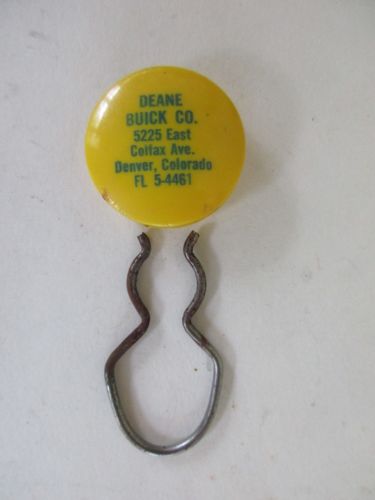 DEANE
BUICK CO.
5225 East
Colfax Ave.
Denver, Colorado
FL 5-4461